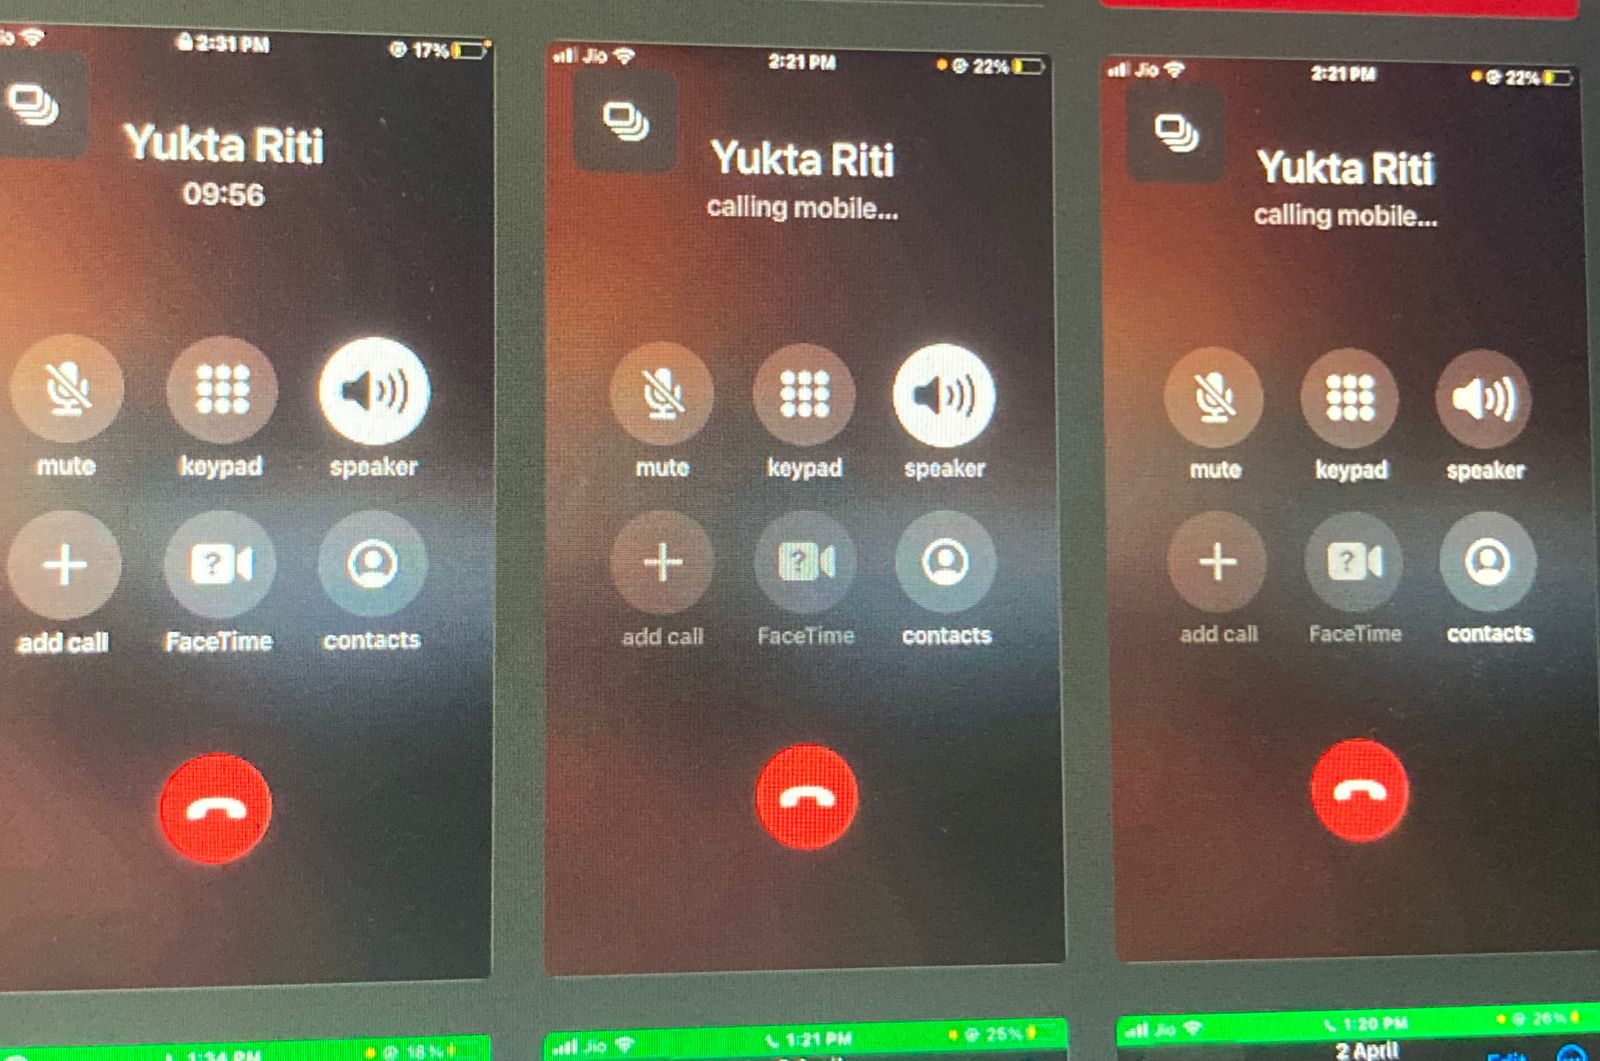 2:31 PM 17%
Yukta Riti
09:56
mute keypad speaker
add call FaceTime contacts
Jio 2:21 PM 22%
Yukta Riti
calling mobile...
mute keypad speaker
add call FaceTime contacts
Jio 2:21 PM 22%
Yukta Riti
calling mobile...
mute keypad speaker
add call FaceTime contacts
1:34 PM 18%
Jio 1:21 PM 25%
Jio 1:20 PM 26%
2 April
Edit